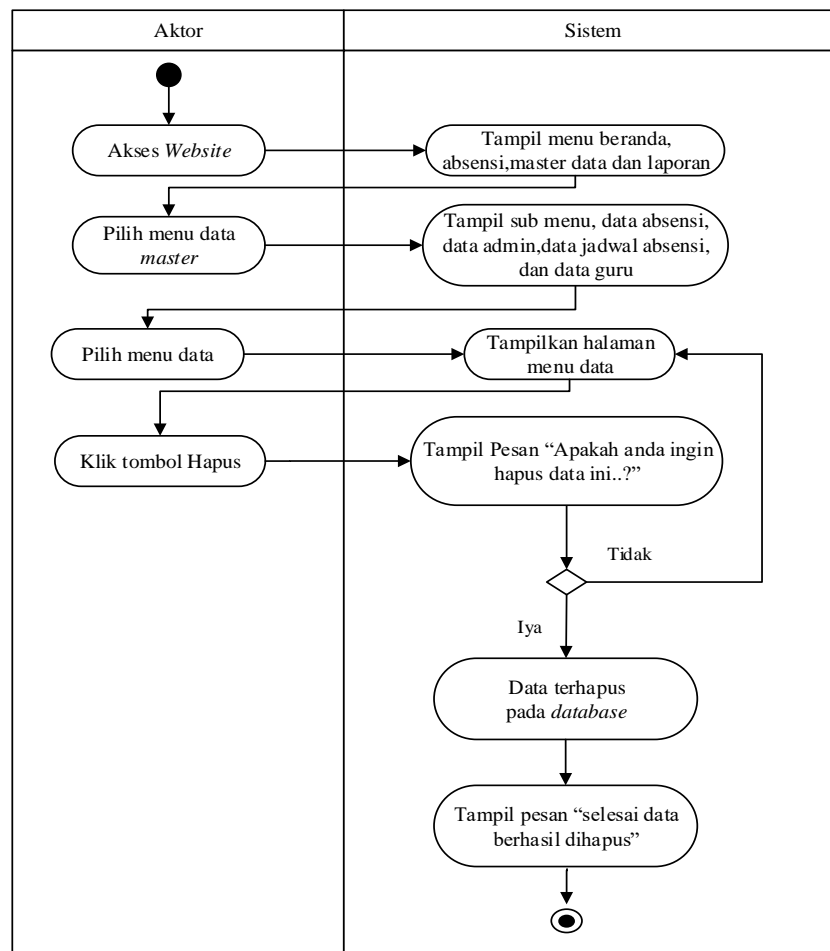 Aktor
Sistem
Akses Website
Tampil menu beranda,
absensi,master data dan laporan
Pilih menu data
master
Tampil sub menu, data absensi,
data admin,data jadwal absensi,
dan data guru
Pilih menu data
Tampilkan halaman
menu data
Klik tombol Hapus
Tampil Pesan “Apakah anda ingin
hapus data ini..?”
Tidak
Iya
Data terhapus
pada database
Tampil pesan “selesai data
berhasil dihapus”